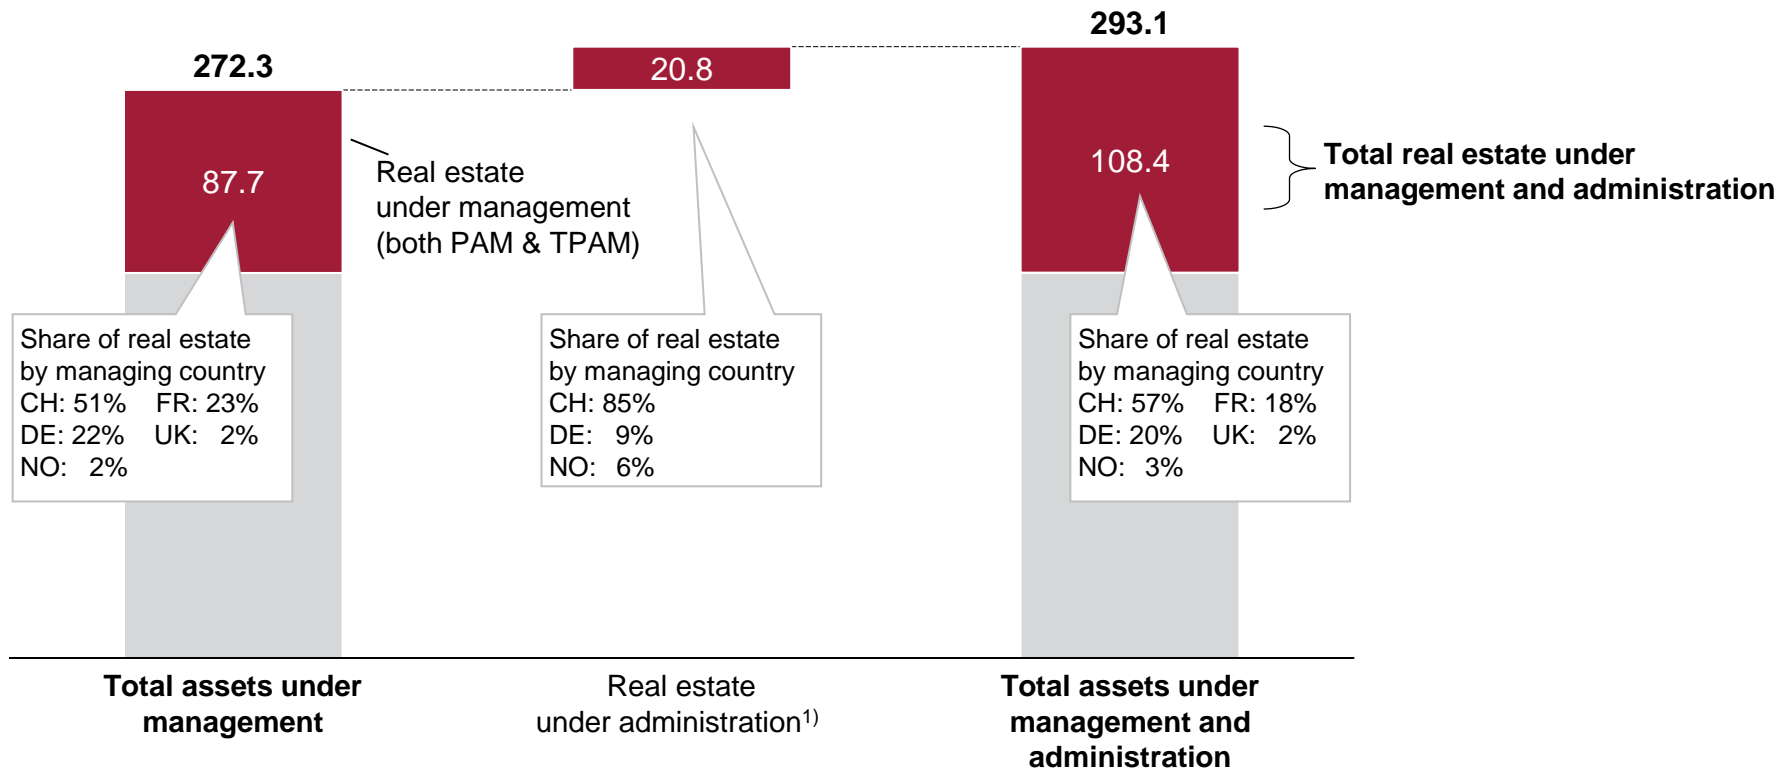 272.3
20.8
293.1
87.7
Real estate
under management
(both PAM & TPAM)
108.4
Total real estate under
management and administration
Share of real estate
by managing country
CH: 51% FR: 23%
DE: 22% UK: 2%
NO: 2%
Share of real estate
by managing country
CH: 85%
DE: 9%
NO: 6%
Share of real estate
by managing country
CH: 57% FR: 18%
DE: 20% UK: 2%
NO: 3%
Total assets under
management
Real estate
under administration1)
Total assets under
management and
administration